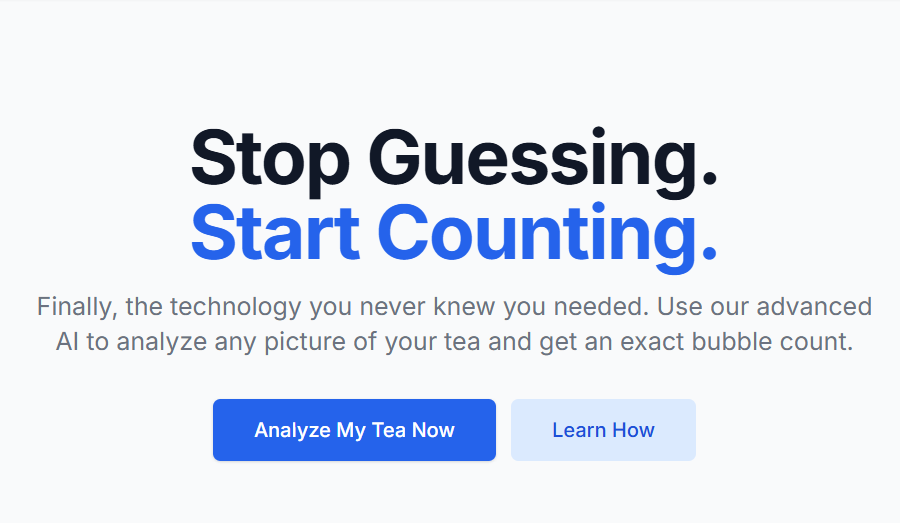 Stop Guessing.
Start Counting.
Finally, the technology you never knew you needed. Use our advanced
AI to analyze any picture of your tea and get an exact bubble count.
Analyze My Tea Now
Learn How